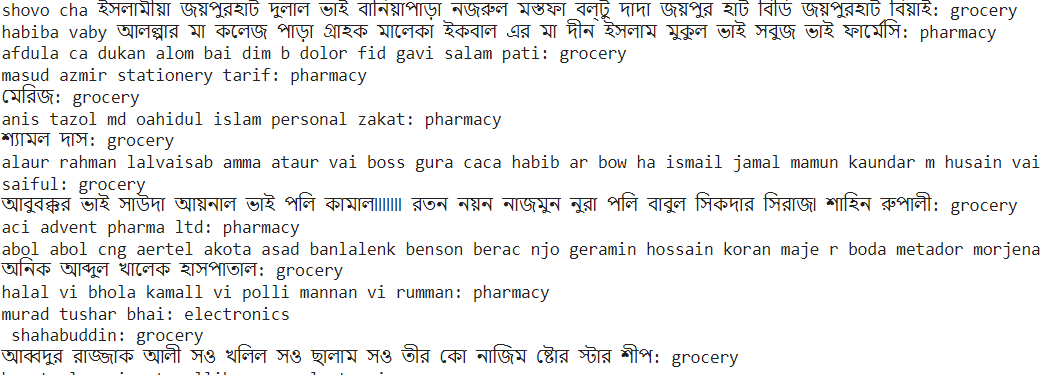 shovo cha ইসলামীয়া জয়পুরহাট দুলাল ভাই বানিয়াপাড়া নজরুল মস্তফা বল্টু দাদা জয়পুর হাট বিডি জয়পুরহাট বিয়াই: grocery
habiba vaby আলল্পার মা কলেজ পাড়া গ্রাহক মালেকা ইকবাল এর মা দীন ইসলাম মুকুল ভাই সবুজ ভাই ফার্মেসি: pharmacy
afdula ca dukan alom bai dim b dolor fid gavi salam pati: grocery
masud azmir stationery tarif: pharmacy
মেরিজ: grocery
anis tazol md oahidul islam personal zakat: pharmacy
শ্যামল দাস: grocery
alaur rahman lalvaisab amma ataur vai boss gura caca habib ar bow ha ismail jamal mamun kaundar m husain vai
saiful: grocery
আবুবক্কর ভাই সাউদা আয়নাল ভাই পলি কামাল।।।।।।। রতন নয়ন নাজমুন নুরা পলি বাবুল সিকদার সিরাজা শাহিন রুপালী: grocery
aci advent pharma ltd: pharmacy
abol abol cng aertel akota asad banlalenk benson berac njo geramin hossain koran maje r boda metador morjena
অনিক আব্দুল খালেক হাসপাতাল: grocery
halal vi bhola kamall vi polli mannan vi rumman: pharmacy
murad tushar bhai: electronics
shahabuddin: grocery
আব্বদুর রাজ্জাক আলী সও খলিল সও ছালাম সও তীর কো নাজিম ষ্টোর স্টার শীপ: grocery